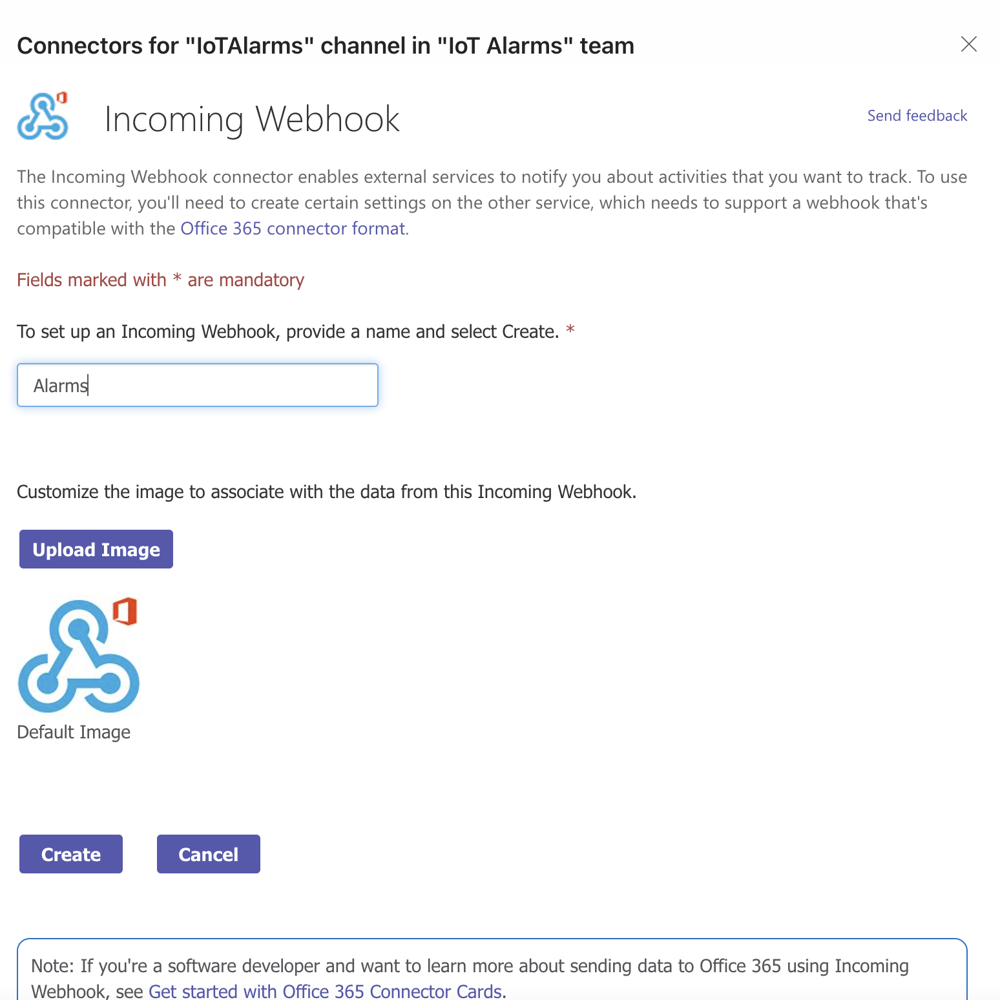 Connectors for "IoTAlarms" channel in "IoT Alarms" team
Incoming Webhook
Send feedback
The Incoming Webhook connector enables external services to notify you about activities that you want to track. To use
this connector, you'll need to create certain settings on the other service, which needs to support a webhook that's
compatible with the Office 365 connector format.
Fields marked with * are mandatory
To set up an Incoming Webhook, provide a name and select Create. *
Alarms
Customize the image to associate with the data from this Incoming Webhook.
Upload Image
Default Image
Create
Cancel
Note: If you're a software developer and want to learn more about sending data to Office 365 using Incoming
Webhook, see Get started with Office 365 Connector Cards.